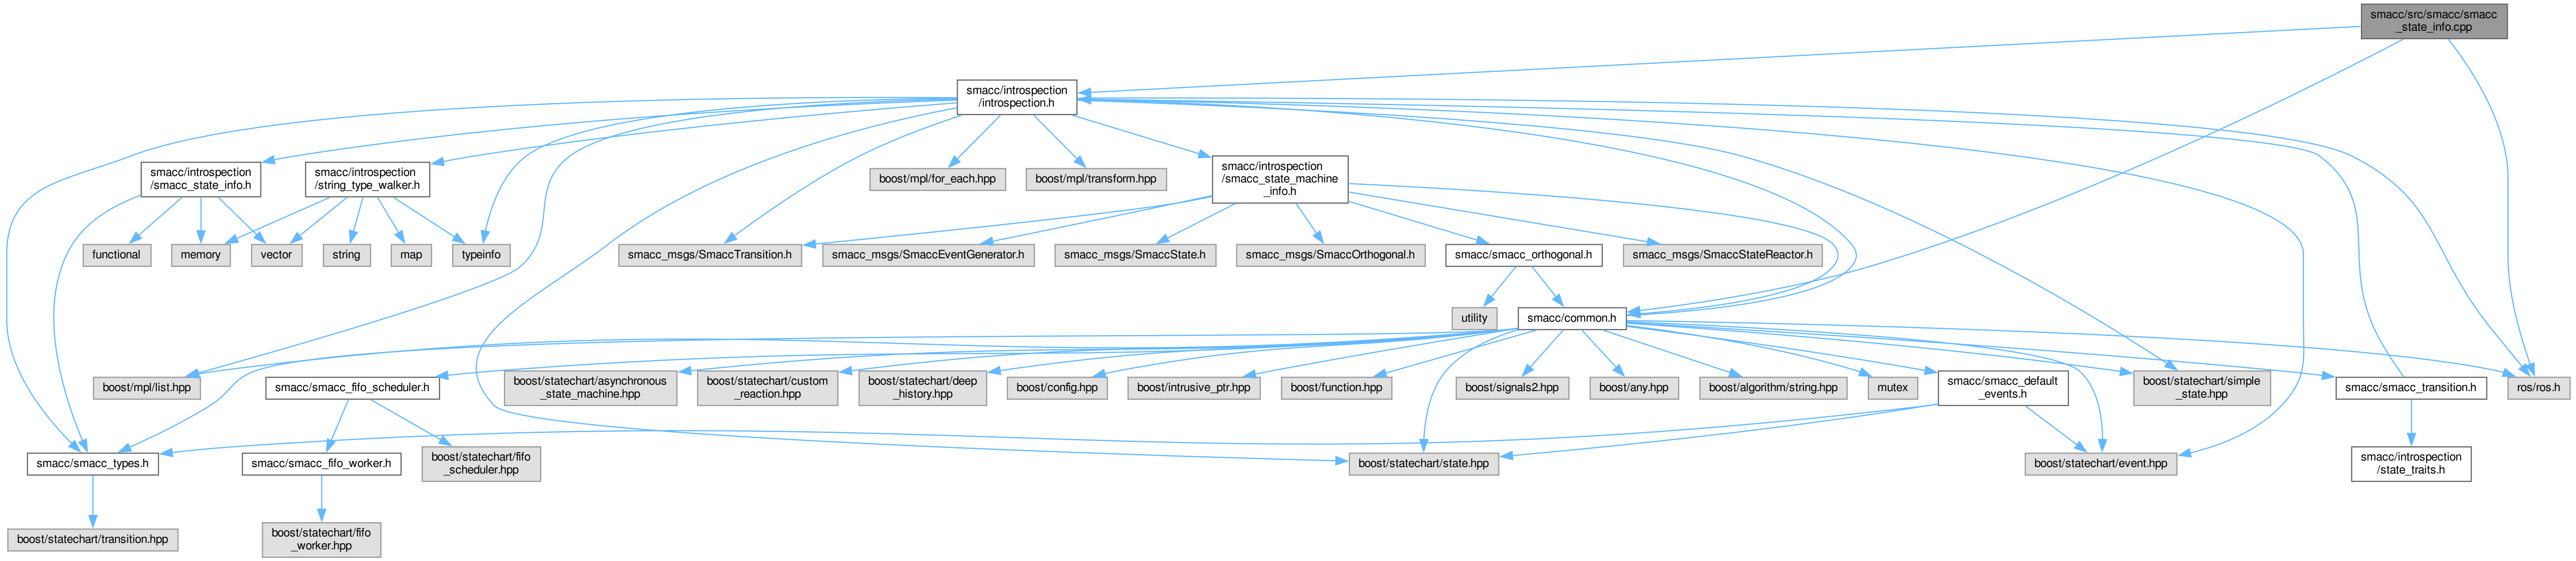 smacc/src/smacc/smacc
_state_info.cpp
smacc/introspection
/introspection.h
smacc/introspection
/smacc_state_info.h
smacc/introspection
/string_type_walker.h
boost/mpl/for_each.hpp
boost/mpl/transform.hpp
smacc/introspection
/smacc_state_machine
_info.h
functional
memory
vector
string
map
typeinfo
smacc_msgs/SmaccTransition.h
smacc_msgs/SmaccEventGenerator.h
smacc_msgs/SmaccState.h
smacc_msgs/SmaccOrthogonal.h
smacc/smacc_orthogonal.h
smacc_msgs/SmaccStateReactor.h
utility
smacc/common.h
boost/mpl/list.hpp
smacc/smacc_fifo_scheduler.h
boost/statechart/asynchronous
_state_machine.hpp
boost/statechart/custom
_reaction.hpp
boost/statechart/deep
_history.hpp
boost/config.hpp
boost/intrusive_ptr.hpp
boost/function.hpp
boost/signals2.hpp
boost/any.hpp
boost/algorithm/string.hpp
mutex
smacc/smacc_default
_events.h
boost/statechart/simple
_state.hpp
smacc/smacc_transition.h
ros/ros.h
smacc/smacc_types.h
smacc/smacc_fifo_worker.h
boost/statechart/fifo
_scheduler.hpp
boost/statechart/state.hpp
boost/statechart/event.hpp
smacc/introspection
/state_traits.h
boost/statechart/transition.hpp
boost/statechart/fifo
_worker.hpp